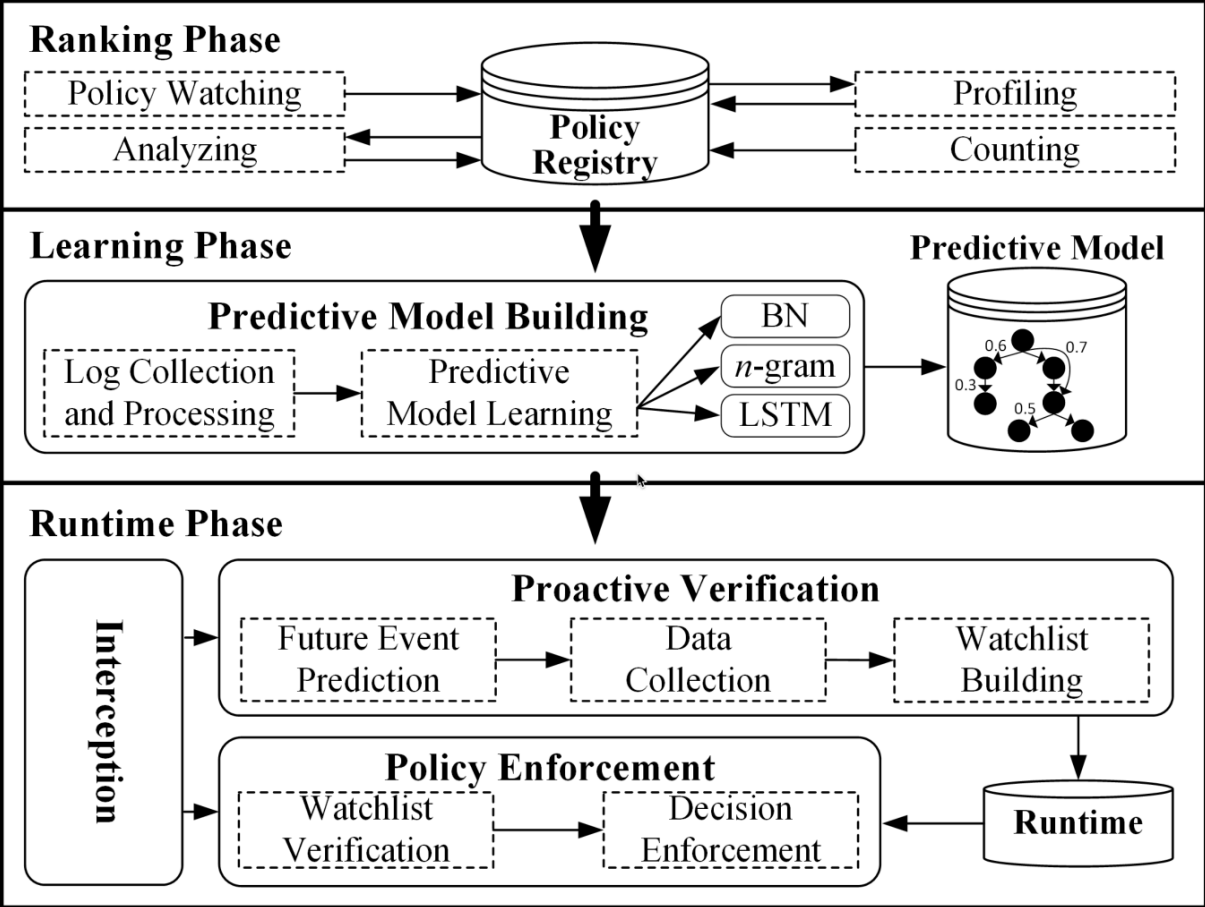 Ranking Phase
Policy Watching
Analyzing
Policy
Registry
Profiling
Counting
Learning Phase
Predictive Model Building
Log Collection
and Processing
Predictive
Model Learning
BN
n-gram
LSTM
Predictive Model
0.6
0.7
0.3
0.5
Runtime Phase
Interception
Proactive Verification
Future Event
Prediction
Data
Collection
Watchlist
Building
Policy Enforcement
Watchlist
Verification
Decision
Enforcement
Runtime